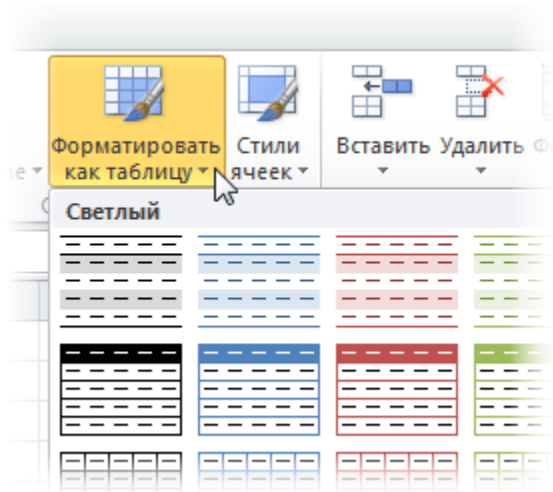 Форматировать
как таблицу
Стили
ячеек
Вставить
Удалить
Светлый